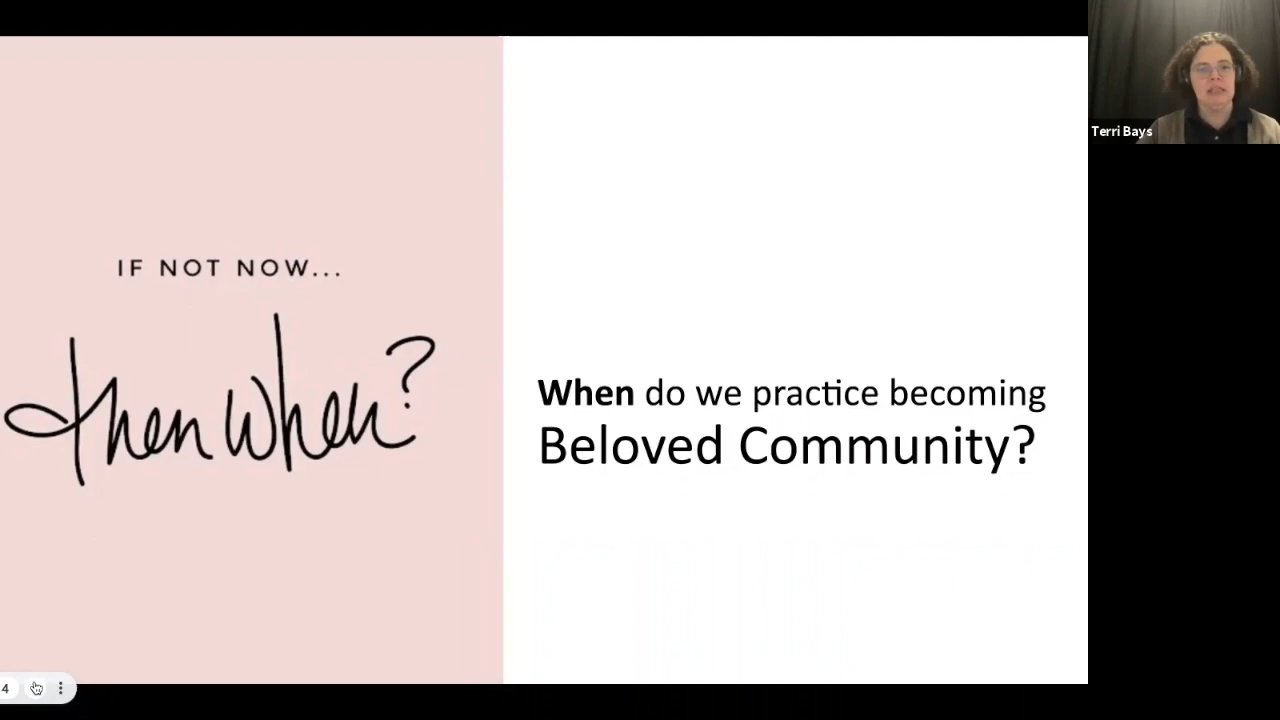 IF NOT NOW...
then when?
When do we practice becoming
Beloved Community?
Terri Bays
4